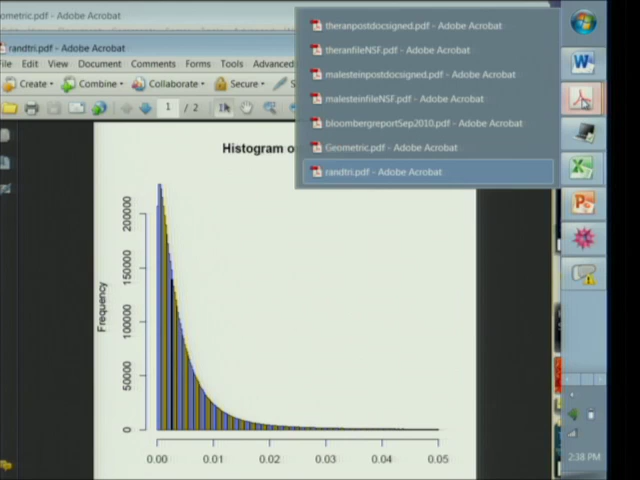 ometric.pdf - Adobe Acrobat
randtri.pdf - Adobe Acrobat
File Edit View Document Comments Forms Tools Advanced
Create Combine Collaborate Secure
1 / 2
theranpostdocsigned.pdf - Adobe Acrobat
theranfileNSF.pdf - Adobe Acrobat
malesteinpostdocsigned.pdf - Adobe Acrobat
malesteinfileNSF.pdf - Adobe Acrobat
bloombergreportSep2010.pdf - Adobe Acrobat
Geometric.pdf - Adobe Acrobat
randtri.pdf - Adobe Acrobat
Histogram o
Frequency
200000
150000
100000
50000
0
0.00 0.01 0.02 0.03 0.04 0.05
2:38 PM